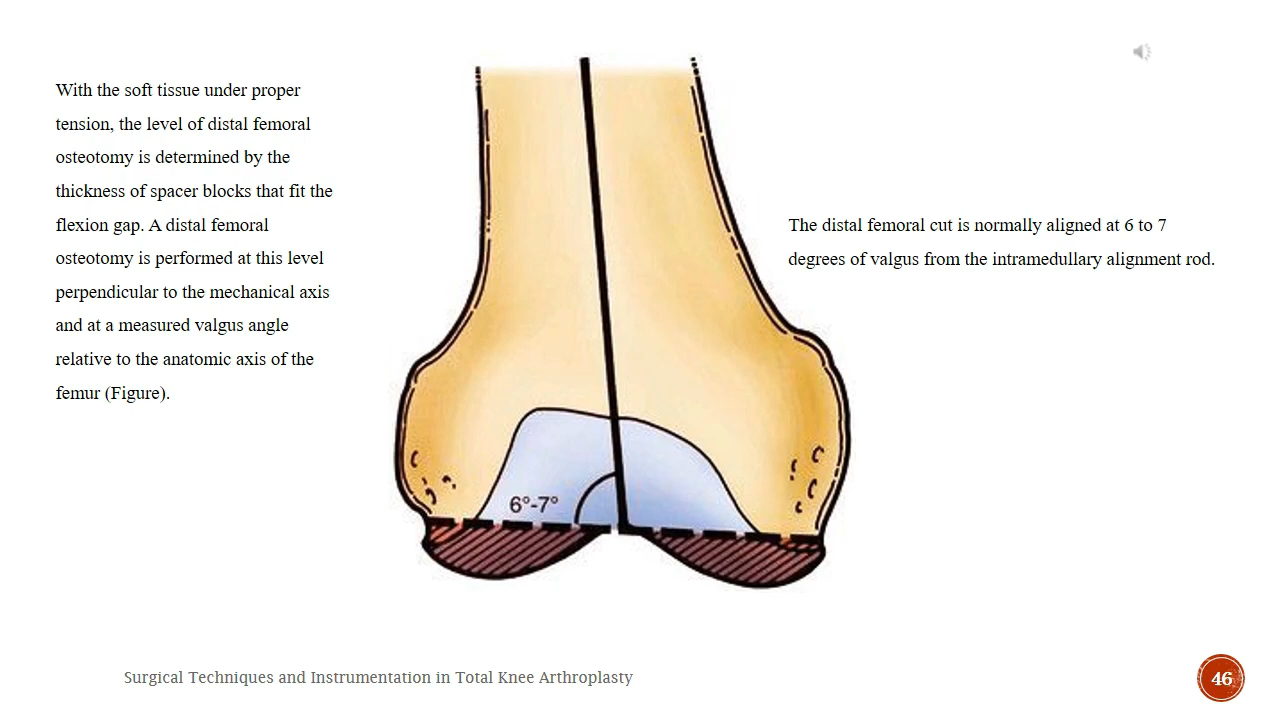 With the soft tissue under proper
tension, the level of distal femoral
osteotomy is determined by the
thickness of spacer blocks that fit the
flexion gap. A distal femoral
osteotomy is performed at this level
perpendicular to the mechanical axis
and at a measured valgus angle
relative to the anatomic axis of the
femur (Figure).
6°-7°
The distal femoral cut is normally aligned at 6 to 7
degrees of valgus from the intramedullary alignment rod.
Surgical Techniques and Instrumentation in Total Knee Arthroplasty
46